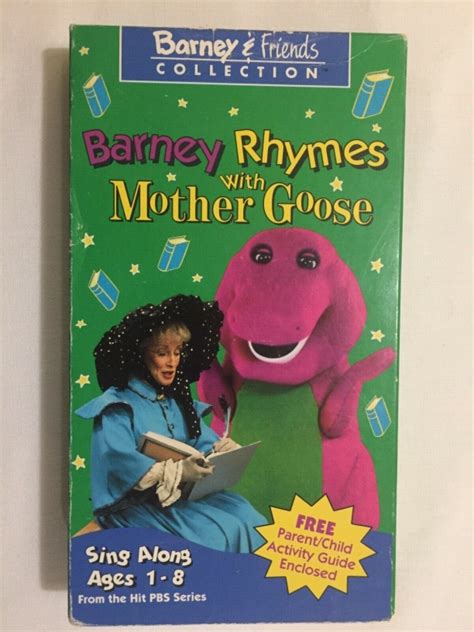 Barney & Friends
COLLECTION
Barney Rhymes
with
Mother Goose
FREE
Parent/Child
Activity Guide
Enclosed
Sing Along
Ages 1-8
From the Hit PBS Series